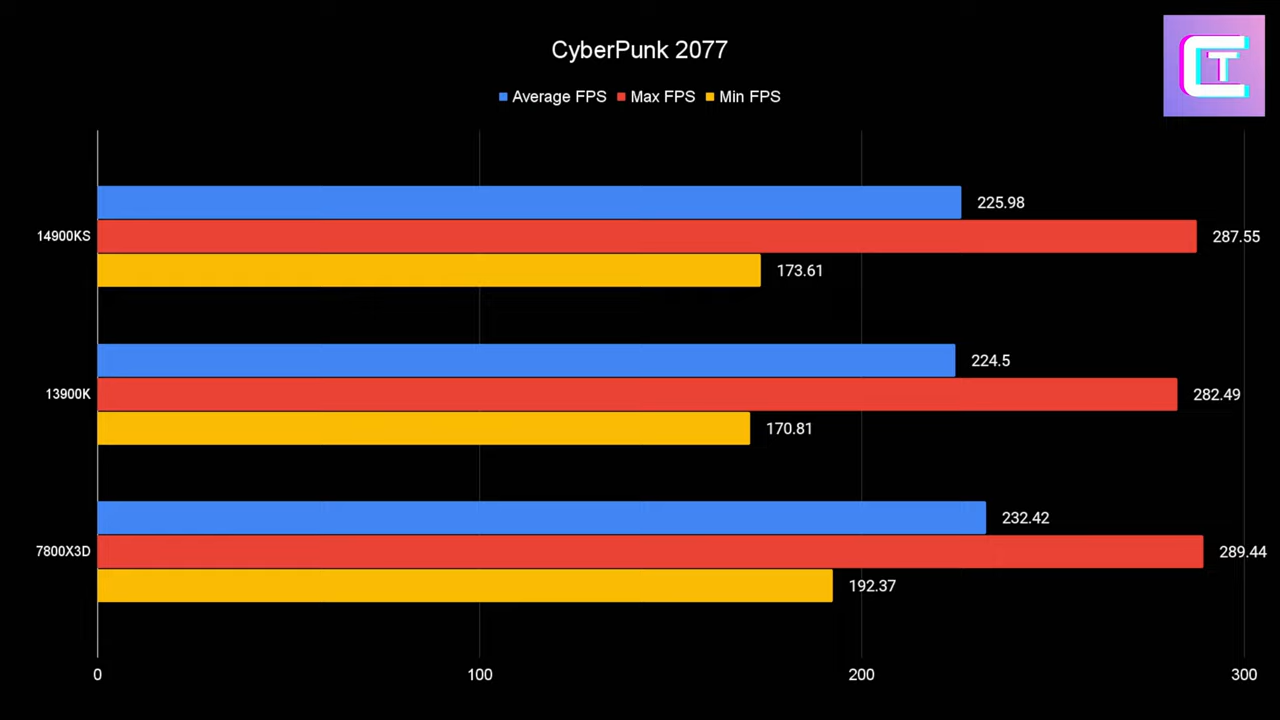 CyberPunk 2077
CT
Average FPS Max FPS Min FPS
225.98
14900KS 287.55
173.61
224.5
13900K 282.49
170.81
232.42
7800X3D 289.44
192.37
0 100 200 300